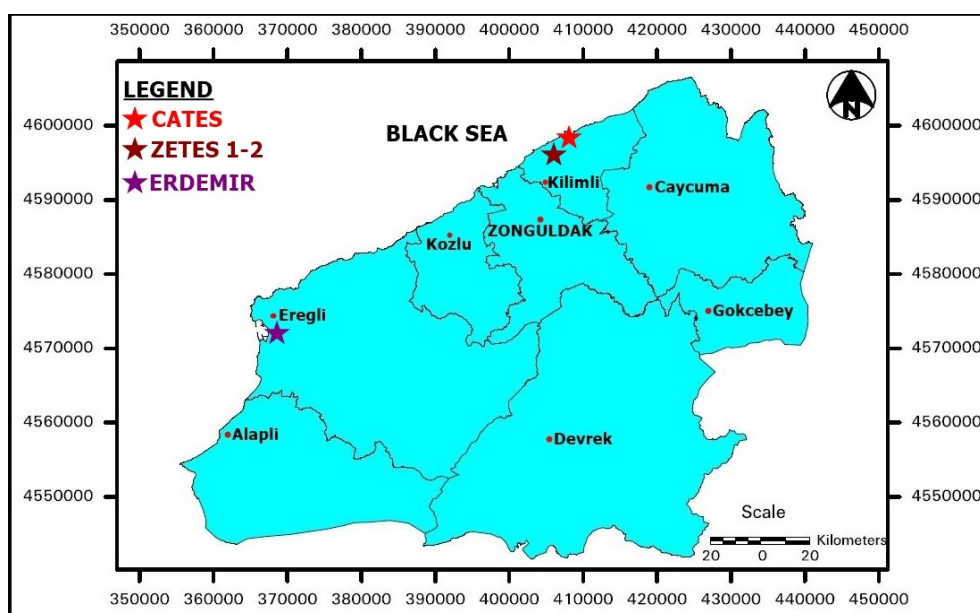 350000 360000 370000 380000 390000 400000 410000 420000 430000 440000 450000
LEGEND
CATES
ZETES 1-2
ERDEMIR
BLACK SEA
N
4600000 4600000
Kilimli
Caycuma
4590000 4590000
ZONGULDAK
Kozlu
4580000 4580000
Eregli
Gokcebey
4570000 4570000
4560000 4560000
Alapli
Devrek
4550000 4550000
Scale
Kilometers
20 0 20
350000 360000 370000 380000 390000 400000 410000 420000 430000 440000 450000